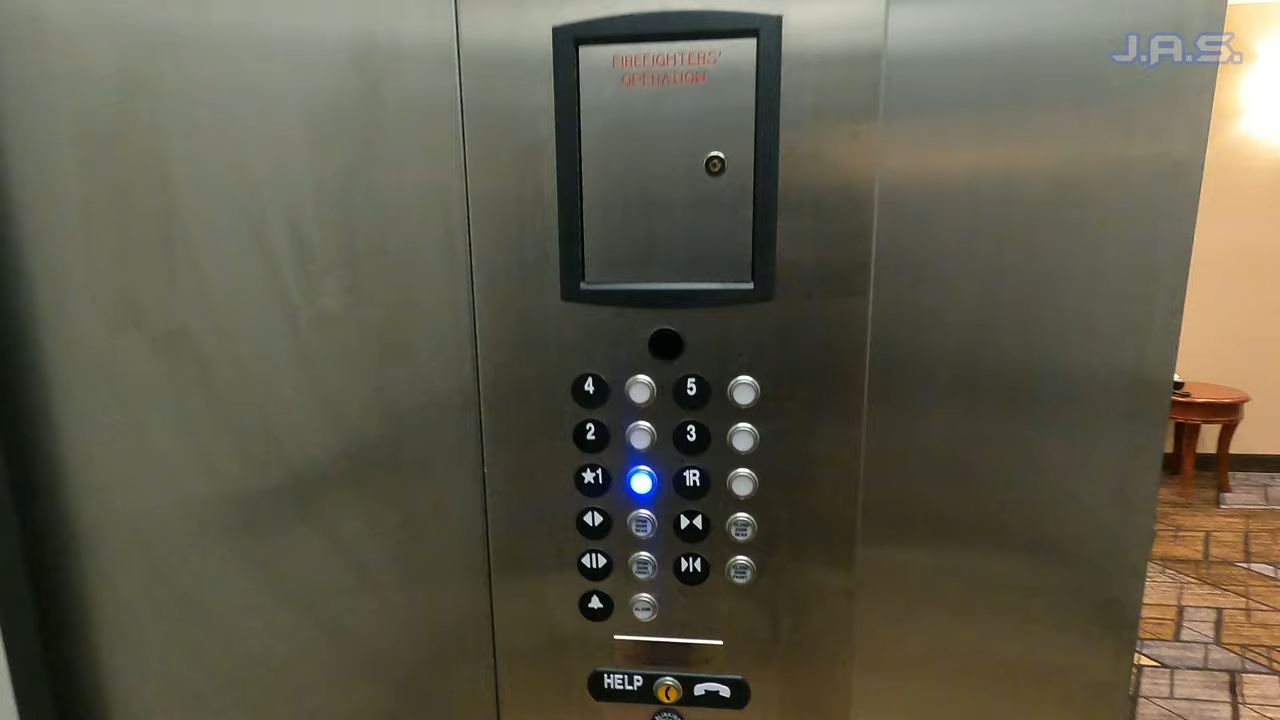 J.A.S.
FIREFIGHTERS'
OPERATION
4 5
2 3
★1 1R
HELP